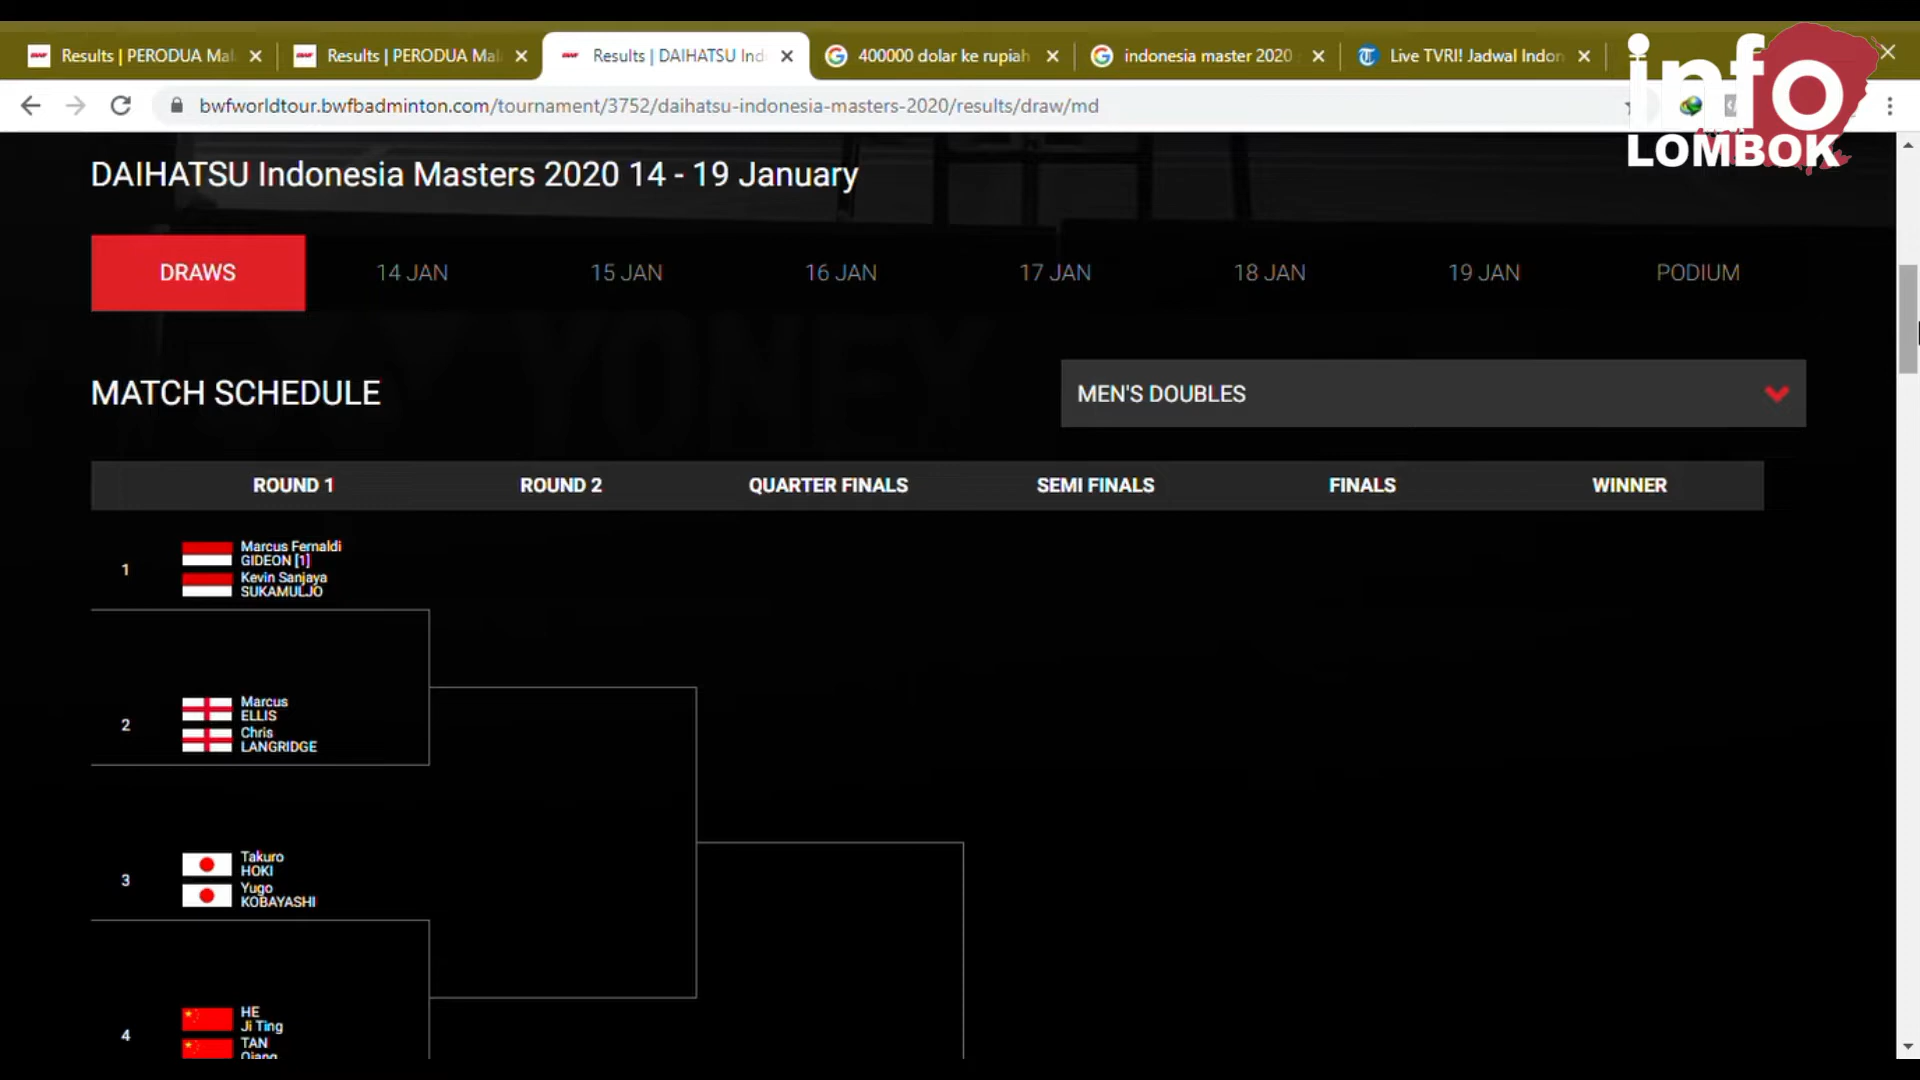 Results | PERODUA Mal
Results | PERODUA Mal
Results | DAIHATSU Ind
400000 dolar ke rupiah
indonesia master 2020
Live TVRI! Jadwal Indon
bwfworldtour.bwfbadminton.com/tournament/3752/daihatsu-indonesia-masters-2020/results/draw/md
info
LOMBOK
DAIHATSU Indonesia Masters 2020 14 - 19 January
DRAWS
14 JAN
15 JAN
16 JAN
17 JAN
18 JAN
19 JAN
PODIUM
YONEX
MATCH SCHEDULE
MEN'S DOUBLES
ROUND 1
ROUND 2
QUARTER FINALS
SEMI FINALS
FINALS
WINNER
1
Marcus Fernaldi
GIDEON [1]
Kevin Sanjaya
SUKAMULJO
2
Marcus
ELLIS
Chris
LANGRIDGE
3
Takuro
HOKI
Yugo
KOBAYASHI
4
HE
Ji Ting
TAN
Qiang